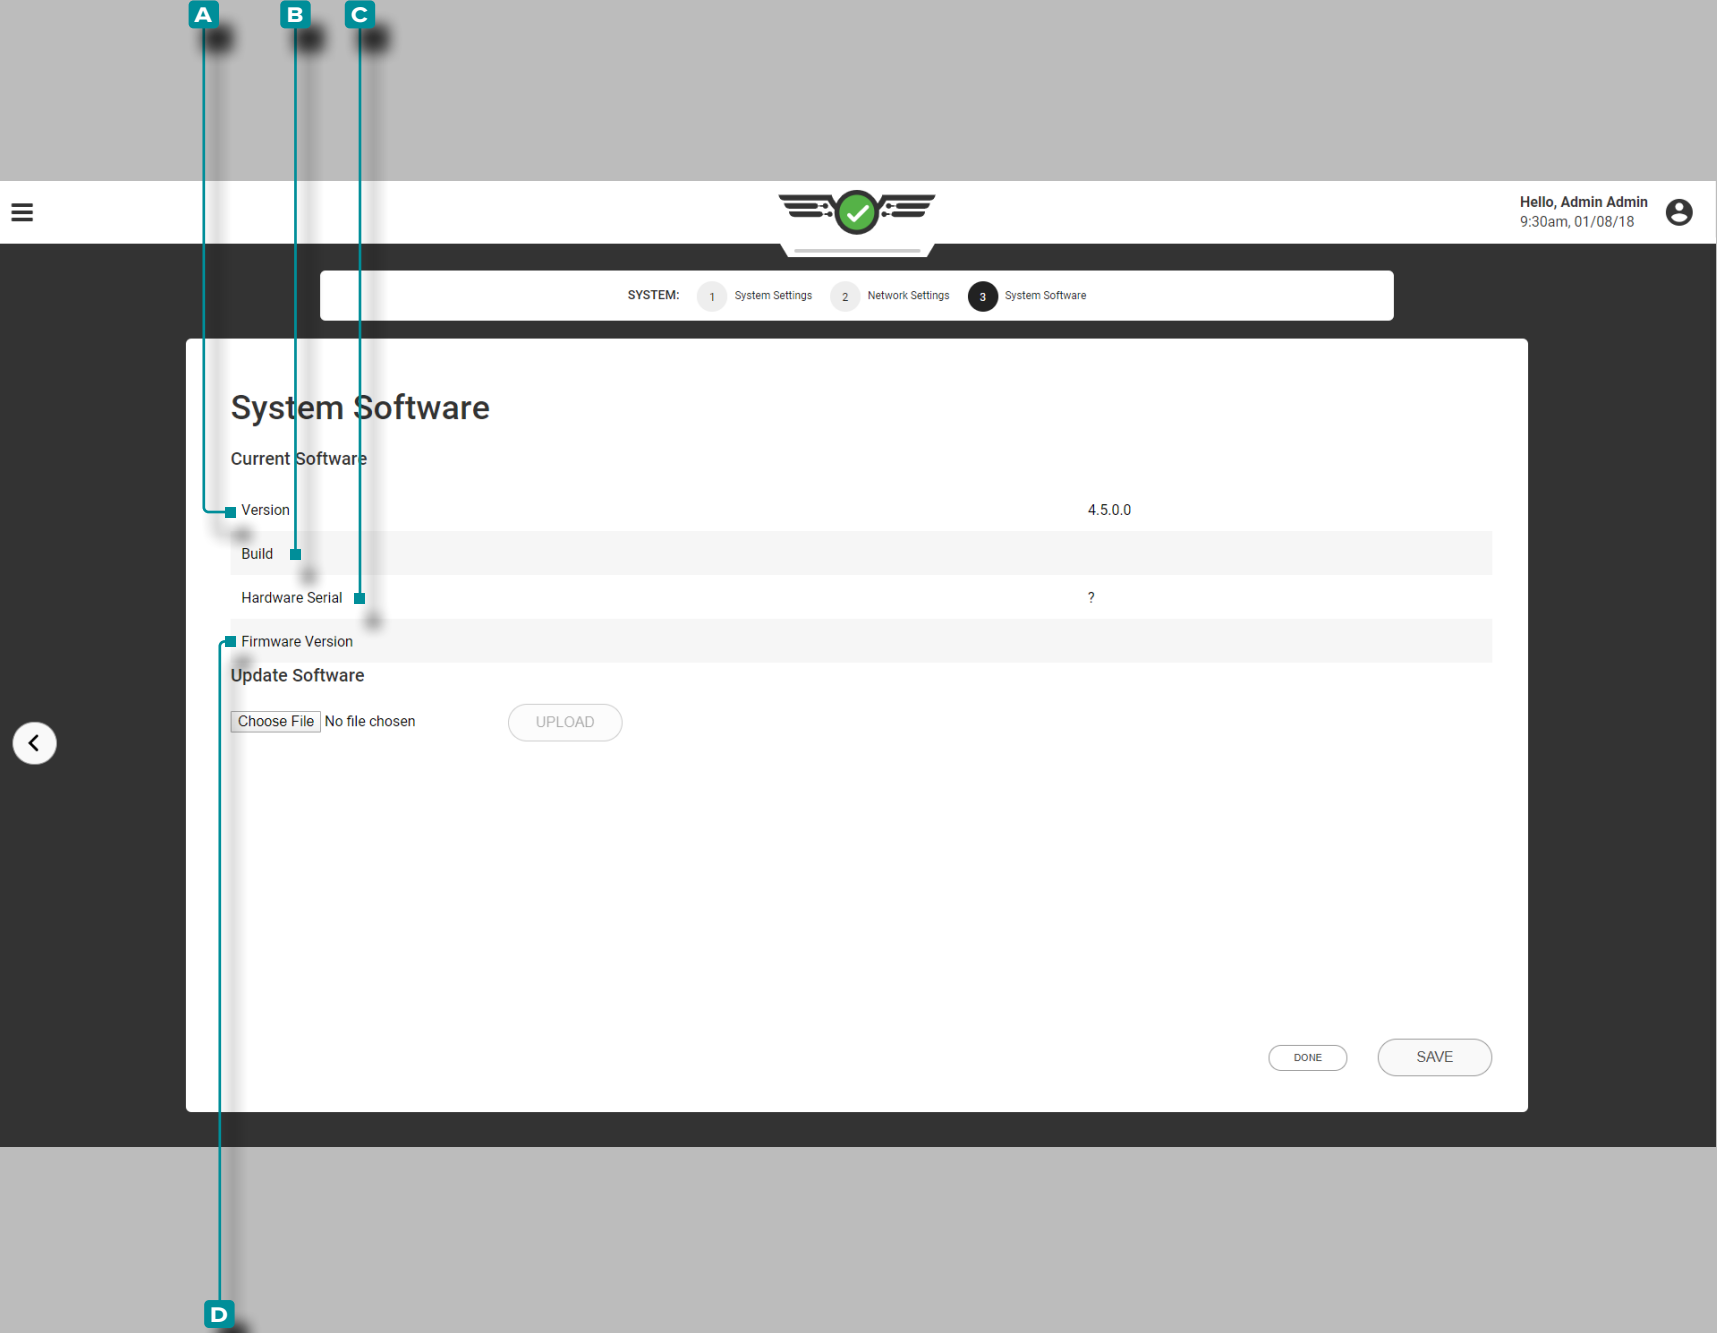 A B C
Hello, Admin Admin
9:30am, 01/08/18
SYSTEM: 1 System Settings 2 Network Settings 3 System Software
System Software
Current Software
Version 4.5.0.0
Build
Hardware Serial ?
Firmware Version
Update Software
Choose File No file chosen UPLOAD
DONE SAVE
D